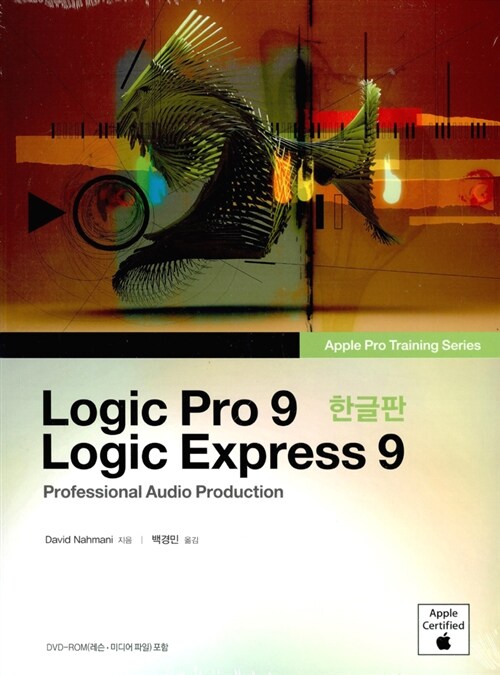 Apple Pro Training Series
Logic Pro 9 한글판
Logic Express 9
Professional Audio Production
David Nahmani 지음 | 백경민 옮김
Apple
Certified
DVD-ROM(레슨·미디어 파일) 포함